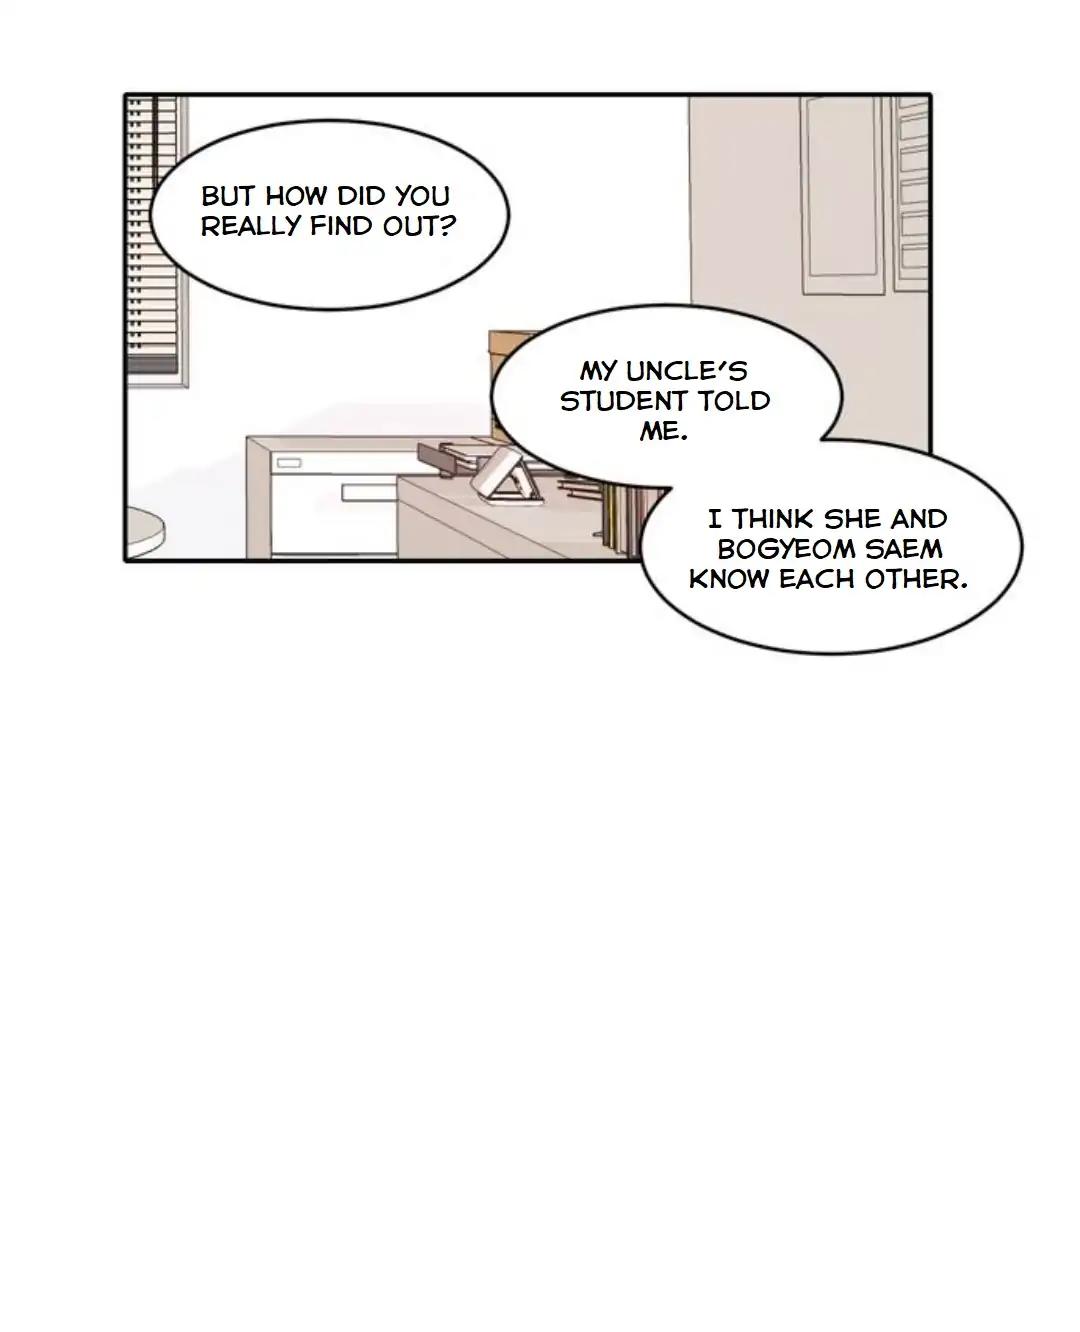 BUT HOW DID YOU
REALLY FIND OUT?
MY UNCLE'S
STUDENT TOLD
ME.
I THINK SHE AND
BOGYEOM SAEM
KNOW EACH OTHER.